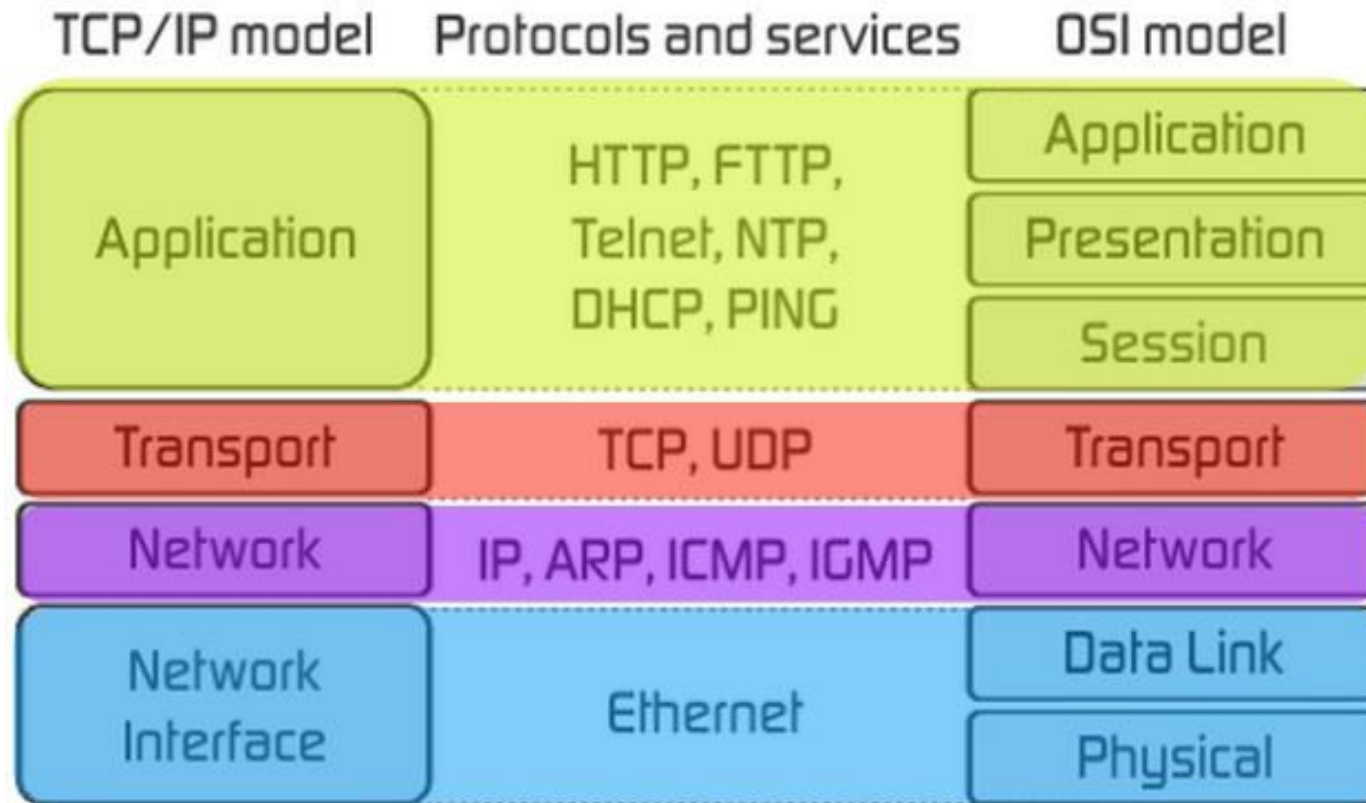 TCP/IP model Protocols and services OSI model
Application
HTTP, FTTP,
Telnet, NTP,
DHCP, PING
Application
Presentation
Session
Transport TCP, UDP Transport
Network IP, ARP, ICMP, IGMP Network
Network
Interface
Ethernet
Data Link
Physical